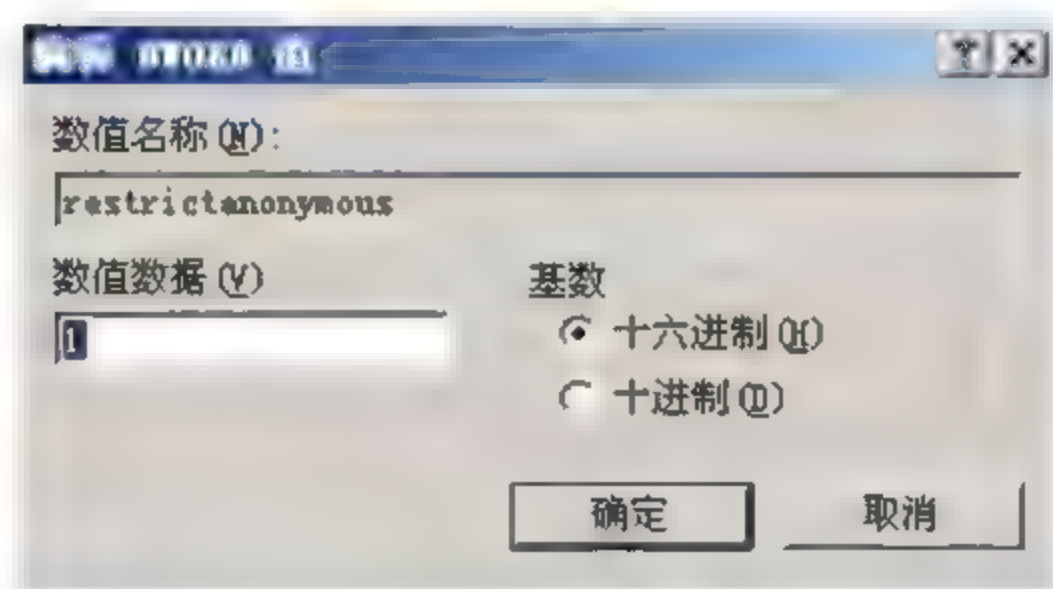 数值名称(N):
restrictanonymous
数值数据(V)
1
基数
十六进制(H)
十进制(D)
确定
取消